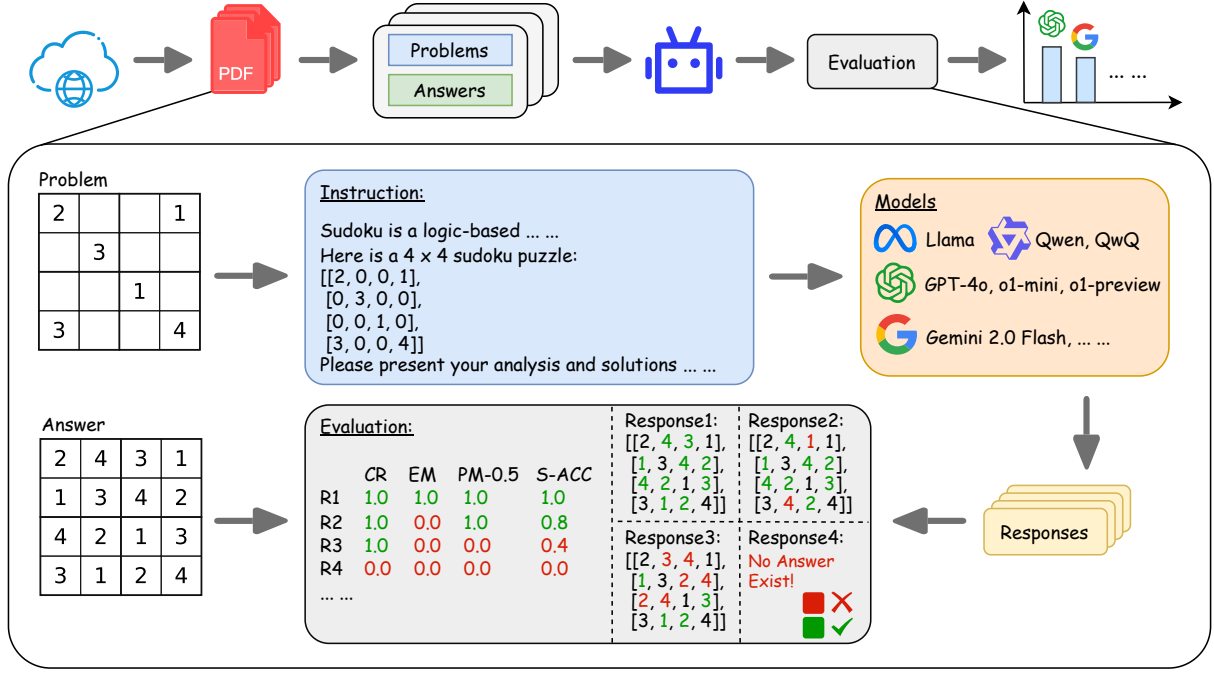 PDF
Problems
Answers
Evaluation
... ...
Problem
2 1
3
1
3 4
Instruction:
Sudoku is a logic-based ... ...
Here is a 4 x 4 sudoku puzzle:
[[2, 0, 0, 1],
[0, 3, 0, 0],
[0, 0, 1, 0],
[3, 0, 0, 4]]
Please present your analysis and solutions ... ...
Models
Llama Qwen, QwQ
GPT-4o, o1-mini, o1-preview
Gemini 2.0 Flash, ... ...
Answer
2 4 3 1
1 3 4 2
4 2 1 3
3 1 2 4
Evaluation:
CR EM PM-0.5 S-ACC
R1 1.0 1.0 1.0 1.0
R2 1.0 0.0 1.0 0.8
R3 1.0 0.0 0.0 0.4
R4 0.0 0.0 0.0 0.0
... ...
Response1:
[[2, 4, 3, 1],
[1, 3, 4, 2],
[4, 2, 1, 3],
[3, 1, 2, 4]]
Response2:
[[2, 4, 1, 1],
[1, 3, 4, 2],
[4, 2, 1, 3],
[3, 4, 2, 4]]
Response3:
[[2, 3, 4, 1],
[1, 3, 2, 4],
[2, 4, 1, 3],
[3, 1, 2, 4]]
Response4:
No Answer
Exist!
Responses